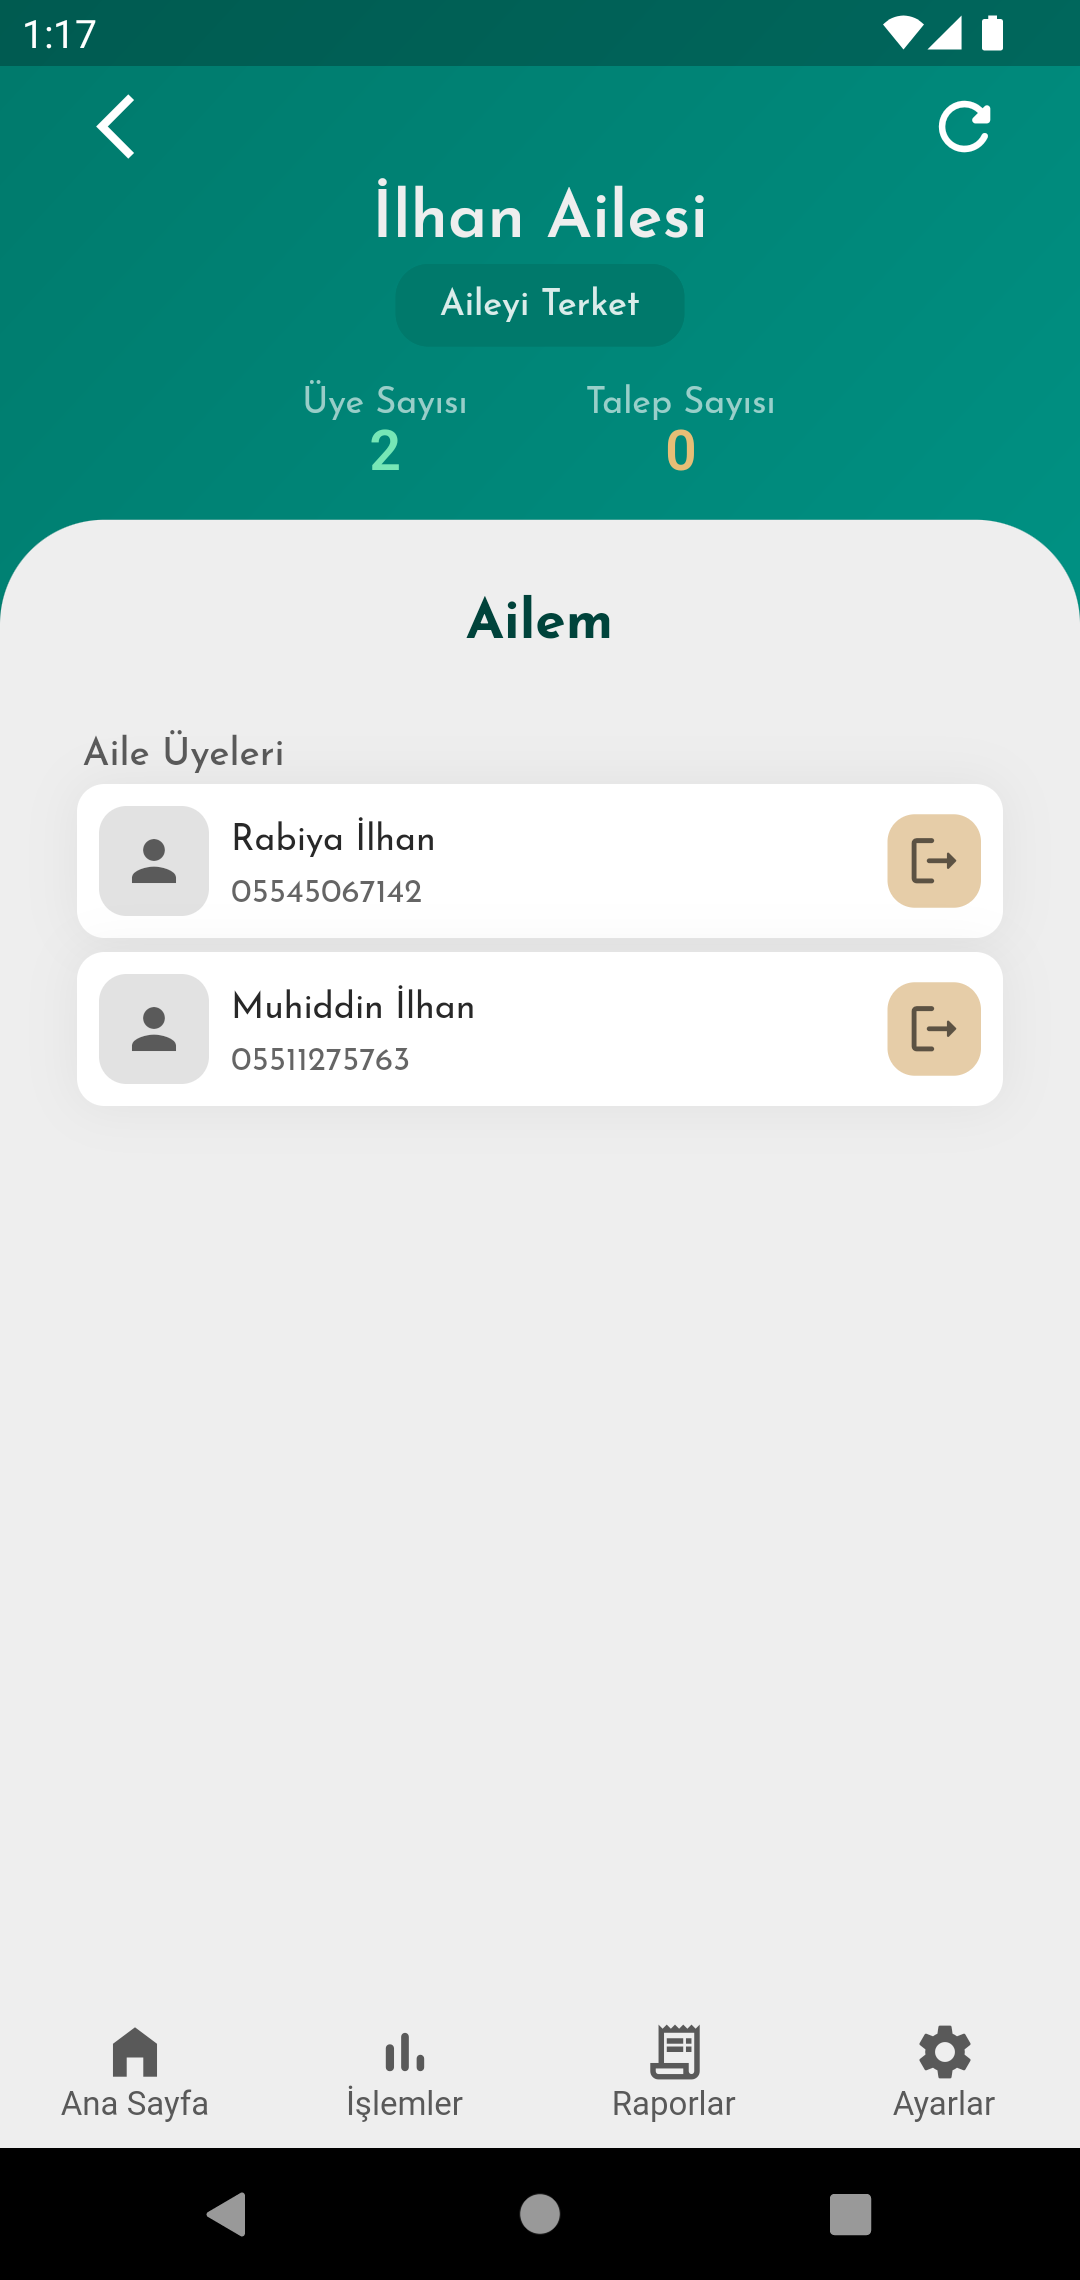 1:17
İlhan Ailesi
Aileyi Terket
Üye Sayısı Talep Sayısı
2 0
Ailem
Aile Üyeleri
Rabiya İlhan
05545067142
Muhiddin İlhan
05511275763
Ana Sayfa İşlemler Raporlar Ayarlar